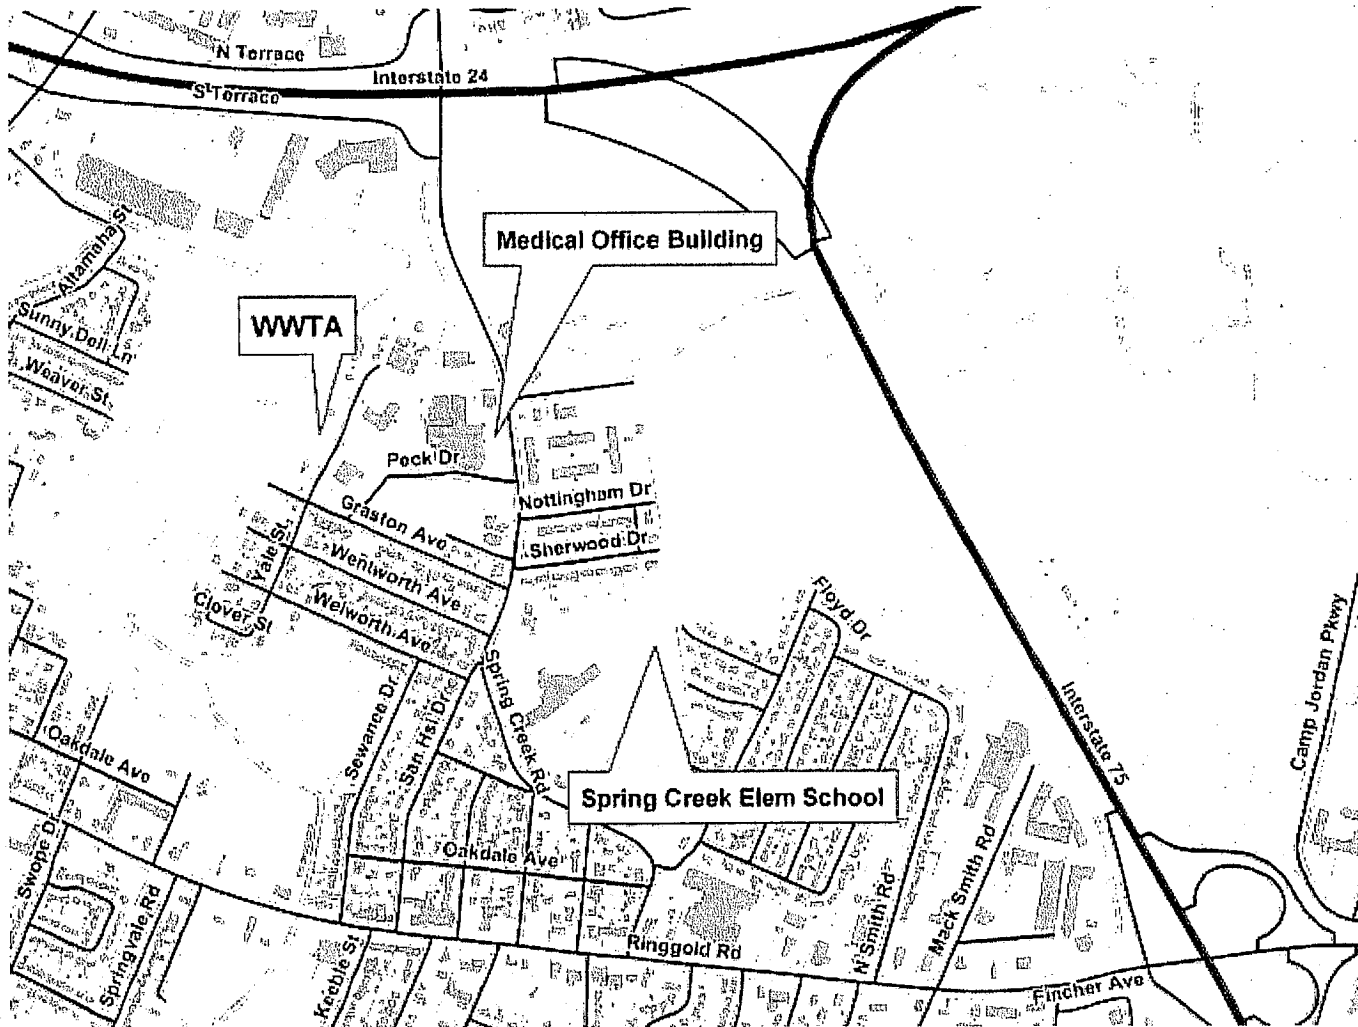 N Terrace
Interstate 24
S Terrace
Medical Office Building
Altamaha St
WWTA
Sunny Dell Ln
Weaver St
Peck Dr
Nottingham Dr
Graston Ave
Sherwood Dr
Wentworth Ave
Yale St
Welworth Ave
Clover St
Floyd Dr
Spring Creek Rd
Sewanee Dr
San Hsi Dr
Interstate 75
Camp Jordan Pkwy
Oakdale Ave
Spring Creek Elem School
Oakdale Ave
Swope Dr
Springvale Rd
Mack Smith Rd
N Smith Rd
Ringgold Rd
Keeble St
Fincher Ave